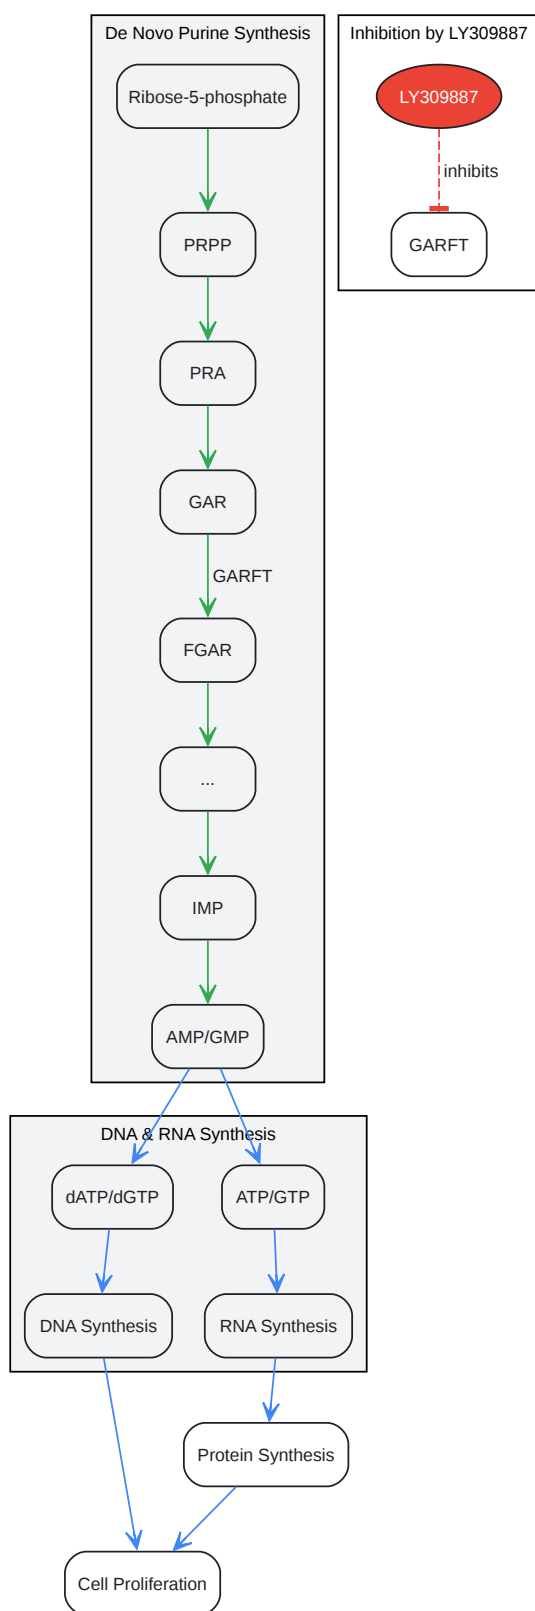 De Novo Purine Synthesis
Ribose-5-phosphate
PRPP
PRA
GAR
GARFT
FGAR
...
IMP
AMP/GMP
Inhibition by LY309887
LY309887
inhibits
GARFT
DNA & RNA Synthesis
dATP/dGTP
ATP/GTP
DNA Synthesis
RNA Synthesis
Protein Synthesis
Cell Proliferation